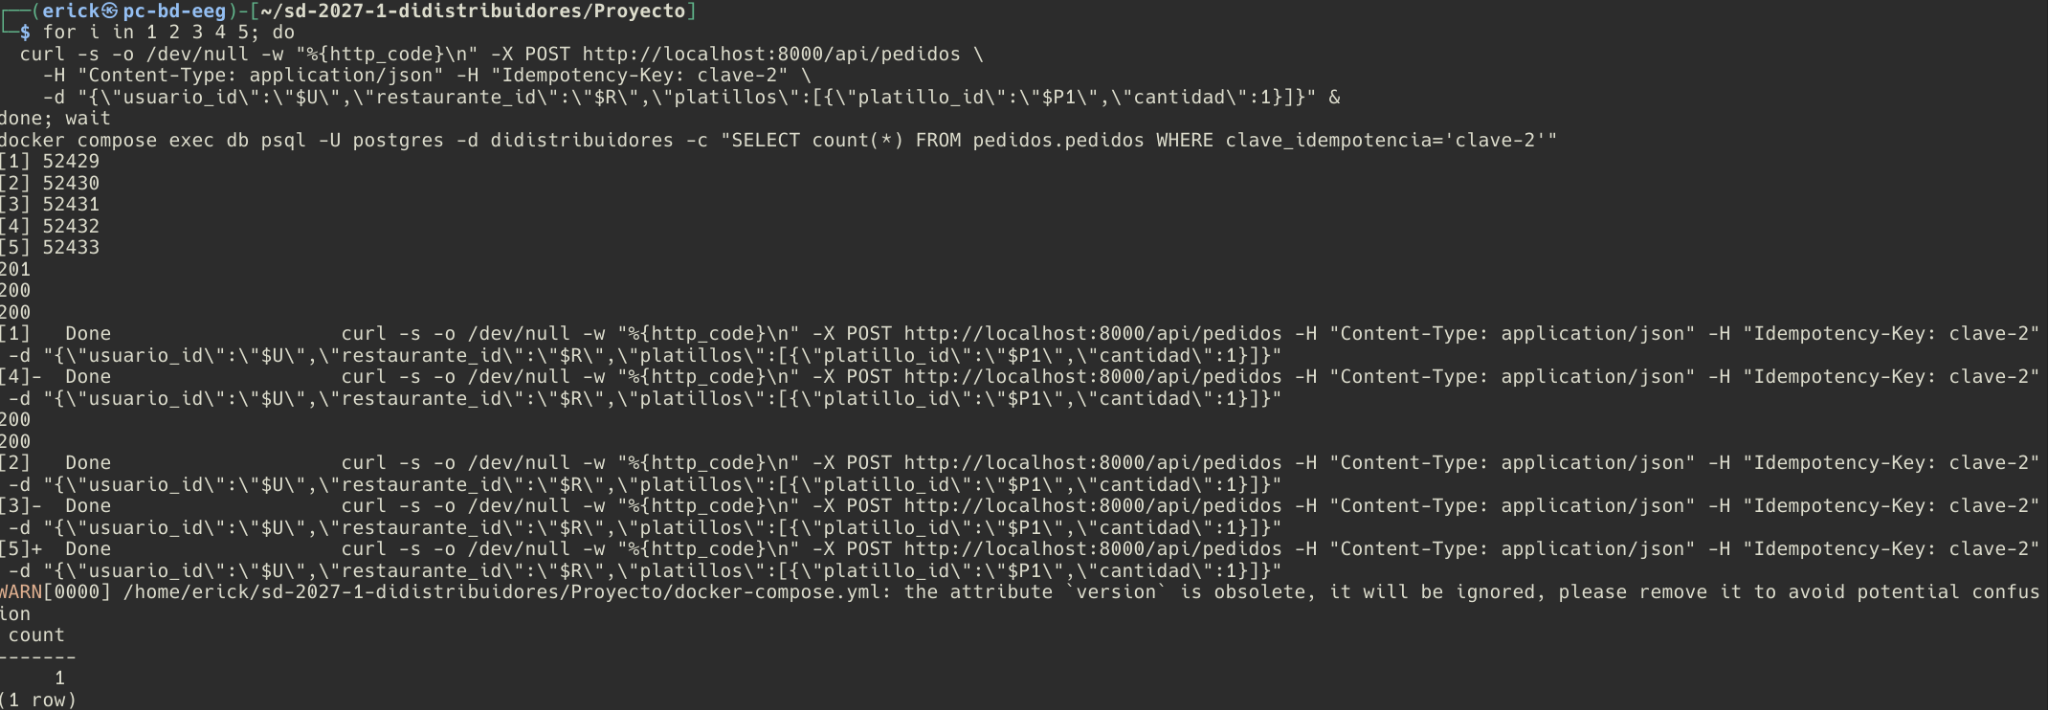 ┌──(erick㉿pc-bd-eeg)-[~/sd-2027-1-didistribuidores/Proyecto]
└─$ for i in 1 2 3 4 5; do
  curl -s -o /dev/null -w "%{http_code}\n" -X POST http://localhost:8000/api/pedidos \
    -H "Content-Type: application/json" -H "Idempotency-Key: clave-2" \
    -d "{\"usuario_id\":\"$U\",\"restaurante_id\":\"$R\",\"platillos\":[{\"platillo_id\":\"$P1\",\"cantidad\":1}]}" &
done; wait
docker compose exec db psql -U postgres -d didistribuidores -c "SELECT count(*) FROM pedidos.pedidos WHERE clave_idempotencia='clave-2'"
[1] 52429
[2] 52430
[3] 52431
[4] 52432
[5] 52433
201
200
200
[1]   Done                    curl -s -o /dev/null -w "%{http_code}\n" -X POST http://localhost:8000/api/pedidos -H "Content-Type: application/json" -H "Idempotency-Key: clave-2"
 -d "{\"usuario_id\":\"$U\",\"restaurante_id\":\"$R\",\"platillos\":[{\"platillo_id\":\"$P1\",\"cantidad\":1}]}"
[4]-  Done                    curl -s -o /dev/null -w "%{http_code}\n" -X POST http://localhost:8000/api/pedidos -H "Content-Type: application/json" -H "Idempotency-Key: clave-2"
 -d "{\"usuario_id\":\"$U\",\"restaurante_id\":\"$R\",\"platillos\":[{\"platillo_id\":\"$P1\",\"cantidad\":1}]}"
200
200
[2]   Done                    curl -s -o /dev/null -w "%{http_code}\n" -X POST http://localhost:8000/api/pedidos -H "Content-Type: application/json" -H "Idempotency-Key: clave-2"
 -d "{\"usuario_id\":\"$U\",\"restaurante_id\":\"$R\",\"platillos\":[{\"platillo_id\":\"$P1\",\"cantidad\":1}]}"
[3]-  Done                    curl -s -o /dev/null -w "%{http_code}\n" -X POST http://localhost:8000/api/pedidos -H "Content-Type: application/json" -H "Idempotency-Key: clave-2"
 -d "{\"usuario_id\":\"$U\",\"restaurante_id\":\"$R\",\"platillos\":[{\"platillo_id\":\"$P1\",\"cantidad\":1}]}"
[5]+  Done                    curl -s -o /dev/null -w "%{http_code}\n" -X POST http://localhost:8000/api/pedidos -H "Content-Type: application/json" -H "Idempotency-Key: clave-2"
 -d "{\"usuario_id\":\"$U\",\"restaurante_id\":\"$R\",\"platillos\":[{\"platillo_id\":\"$P1\",\"cantidad\":1}]}"
WARN[0000] /home/erick/sd-2027-1-didistribuidores/Proyecto/docker-compose.yml: the attribute `version` is obsolete, it will be ignored, please remove it to avoid potential confus
ion
 count
-------
     1
(1 row)